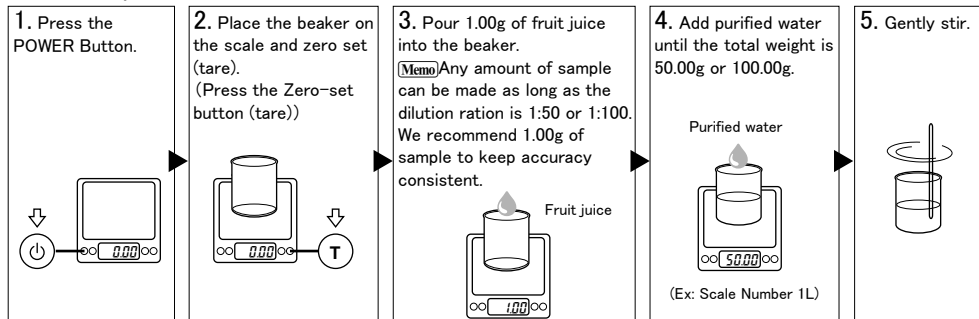 1. Press the
POWER Button.
0.00
2. Place the beaker on
the scale and zero set
(tare).
(Press the Zero-set
button (tare))
0.00
T
3. Pour 1.00g of fruit juice
into the beaker.
Memo Any amount of sample
can be made as long as the
dilution ration is 1:50 or 1:100.
We recommend 1.00g of
sample to keep accuracy
consistent.
Fruit juice
1.00
4. Add purified water
until the total weight is
50.00g or 100.00g.
Purified water
50.00
(Ex: Scale Number 1L)
5. Gently stir.